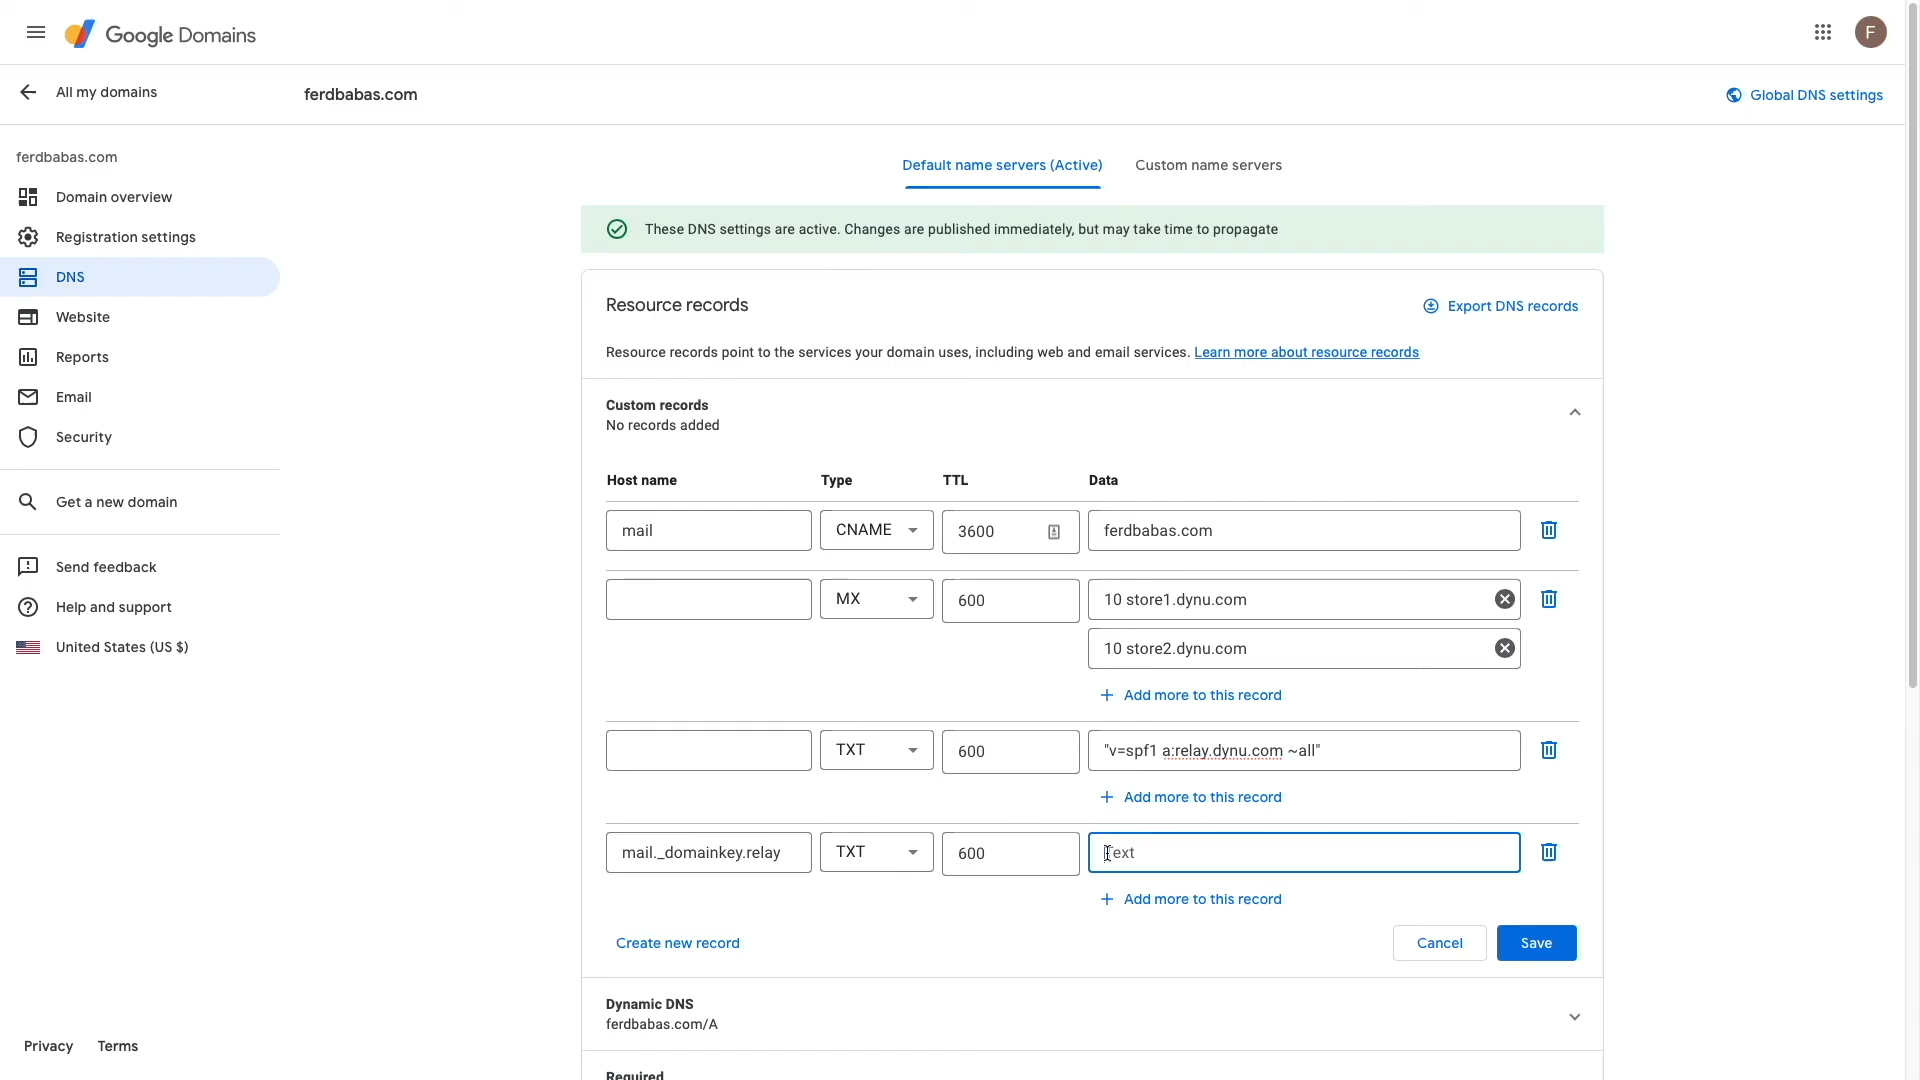 Google Domains
F
All my domains
ferdbabas.com
Global DNS settings
ferdbabas.com
Domain overview
Registration settings
DNS
Website
Reports
Email
Security
Get a new domain
Send feedback
Help and support
United States (US $)
Privacy
Terms
Default name servers (Active)
Custom name servers
These DNS settings are active. Changes are published immediately, but may take time to propagate
Resource records
Export DNS records
Resource records point to the services your domain uses, including web and email services. Learn more about resource records
Custom records
No records added
Host name Type TTL Data
mail CNAME 3600 ferdbabas.com
MX 600 10 store1.dynu.com
10 store2.dynu.com
Add more to this record
TXT 600 "v=spf1 a:relay.dynu.com ~all"
Add more to this record
mail._domainkey.relay TXT 600 Text
Add more to this record
Create new record
Cancel
Save
Dynamic DNS
ferdbabas.com/A
Required